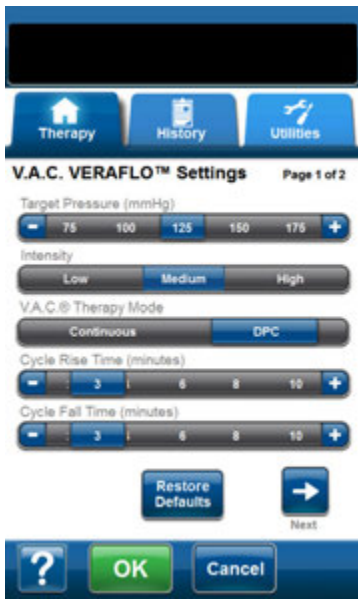 Therapy History Utilities
V.A.C. VERAFLO™ Settings Page 1 of 2
Target Pressure (mmHg)
- 75 100 125 150 175 +
Intensity
Low Medium High
V.A.C.® Therapy Mode
Continuous DPC
Cycle Rise Time (minutes)
- 3 6 8 10 +
Cycle Fall Time (minutes)
- 3 6 8 10 +
Restore
Defaults
Next
? OK Cancel